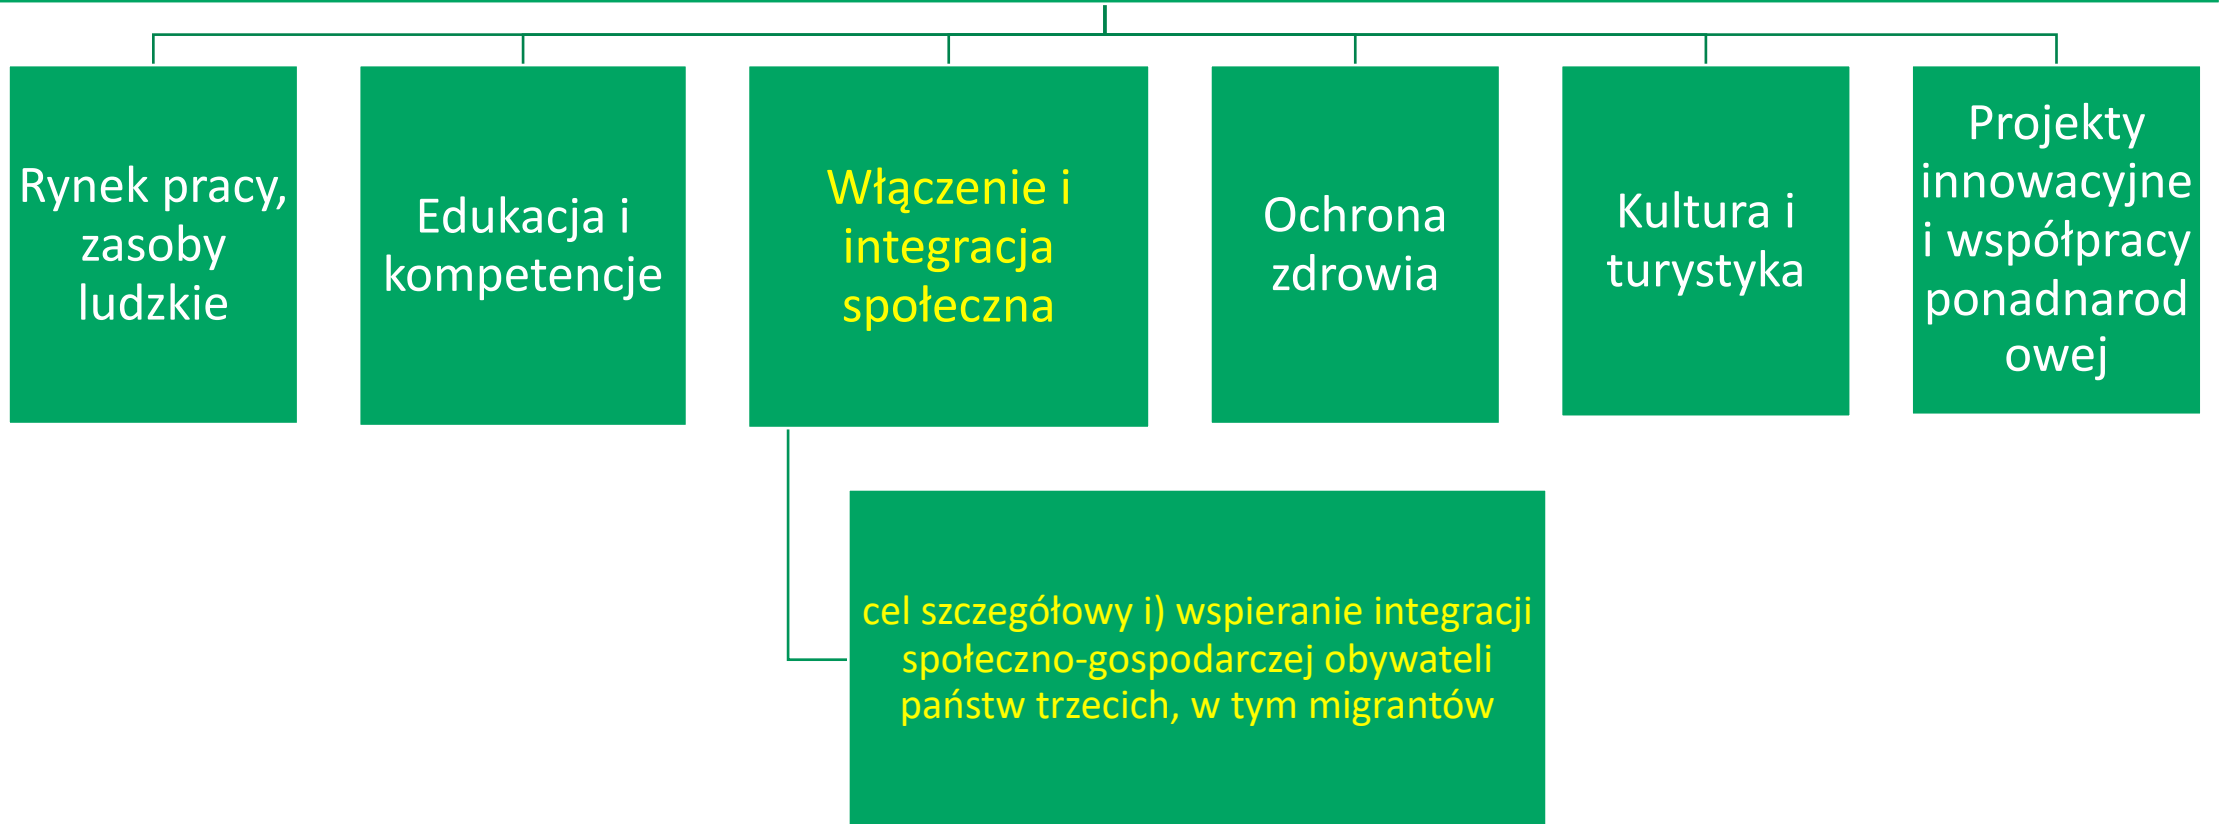 Rynek pracy,
zasoby
ludzkie
Edukacja i
kompetencje
Włączenie i
integracja
społeczna
Ochrona
zdrowia
Kultura i
turystyka
Projekty
innowacyjne
i współpracy
ponadnarod
owej
cel szczegółowy i) wspieranie integracji
społeczno-gospodarczej obywateli
państw trzecich, w tym migrantów